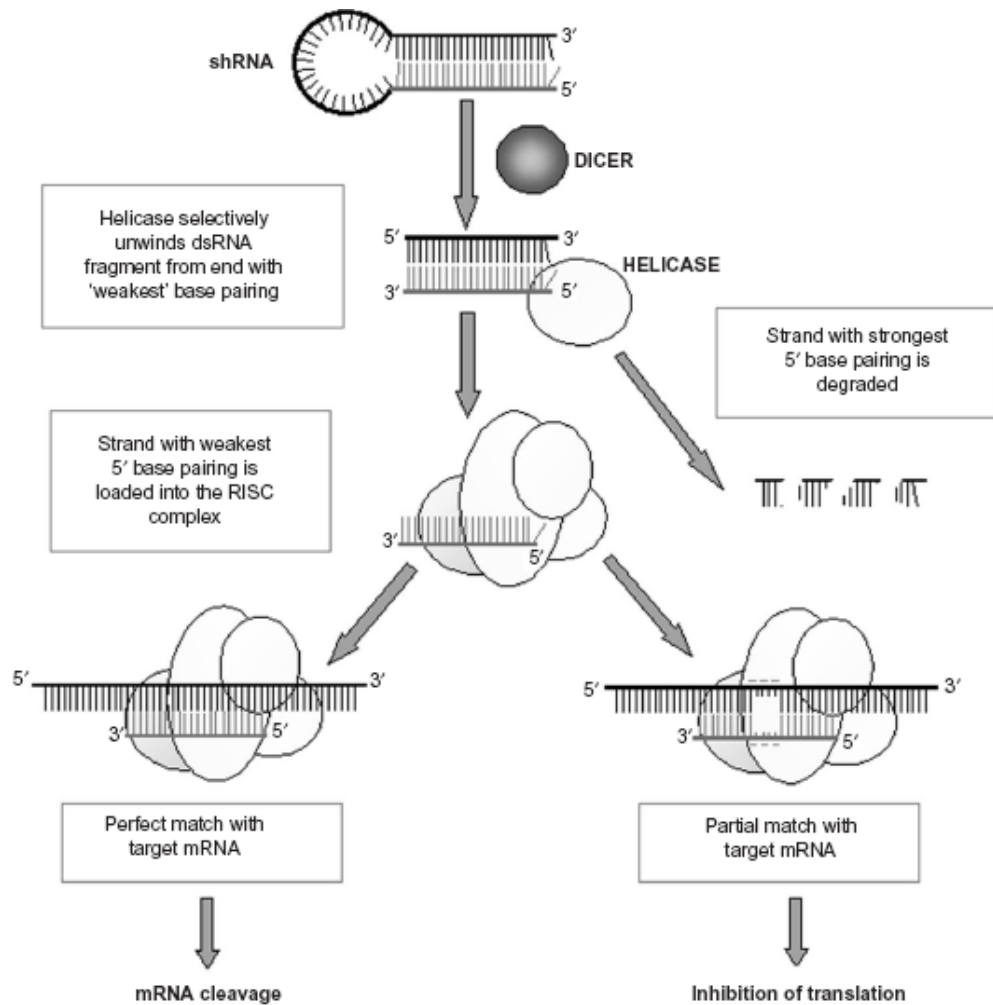 3′
shRNA
5′
DICER
Helicase selectively
unwinds dsRNA
fragment from end with
‘weakest’ base pairing
5′ 3′
HELICASE
3′ 5′
Strand with strongest
5′ base pairing is
degraded
Strand with weakest
5′ base pairing is
loaded into the RISC
complex
3′ 5′
5′ 3′
3′ 5′
5′ 3′
3′ 5′
Perfect match with
target mRNA
Partial match with
target mRNA
mRNA cleavage
Inhibition of translation